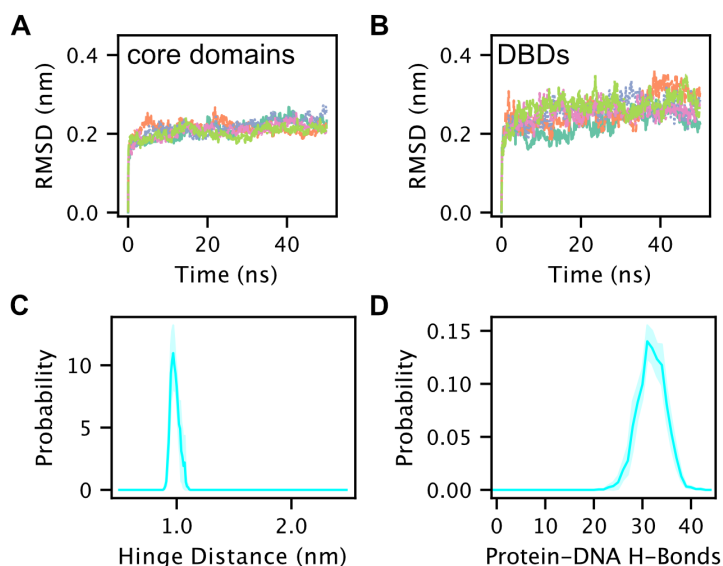 A
core domains
RMSD (nm)
0.4
0.2
0.0
0
20
40
Time (ns)
B
DBDs
RMSD (nm)
0.4
0.2
0.0
0
20
40
Time (ns)
C
Probability
10
5
0
1.0
2.0
Hinge Distance (nm)
D
Probability
0.15
0.10
0.05
0.00
0
10
20
30
40
Protein–DNA H–Bonds